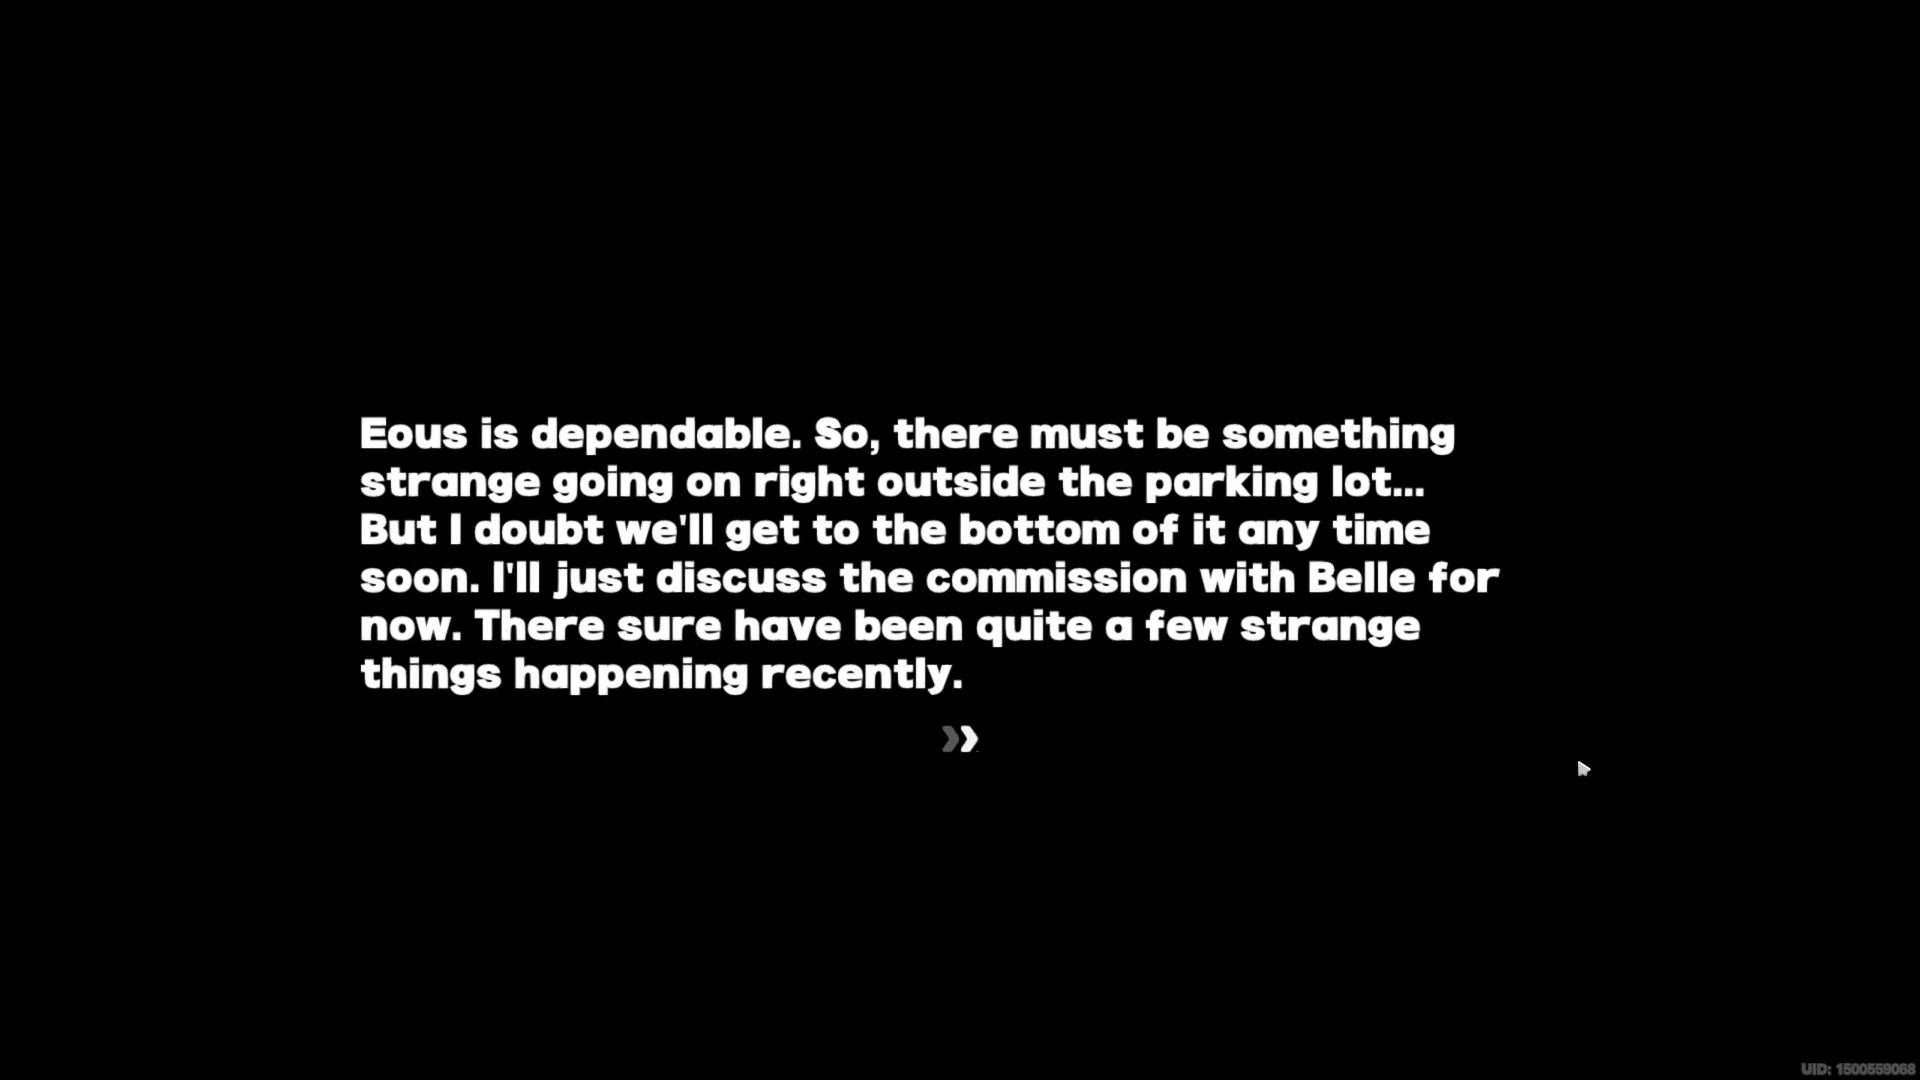 Eous is dependable. So, there must be something
strange going on right outside the parking lot...
But I doubt we'll get to the bottom of it any time
soon. I'll just discuss the commission with Belle for
now. There sure have been quite a few strange
things happening recently.
UID: 1500559068